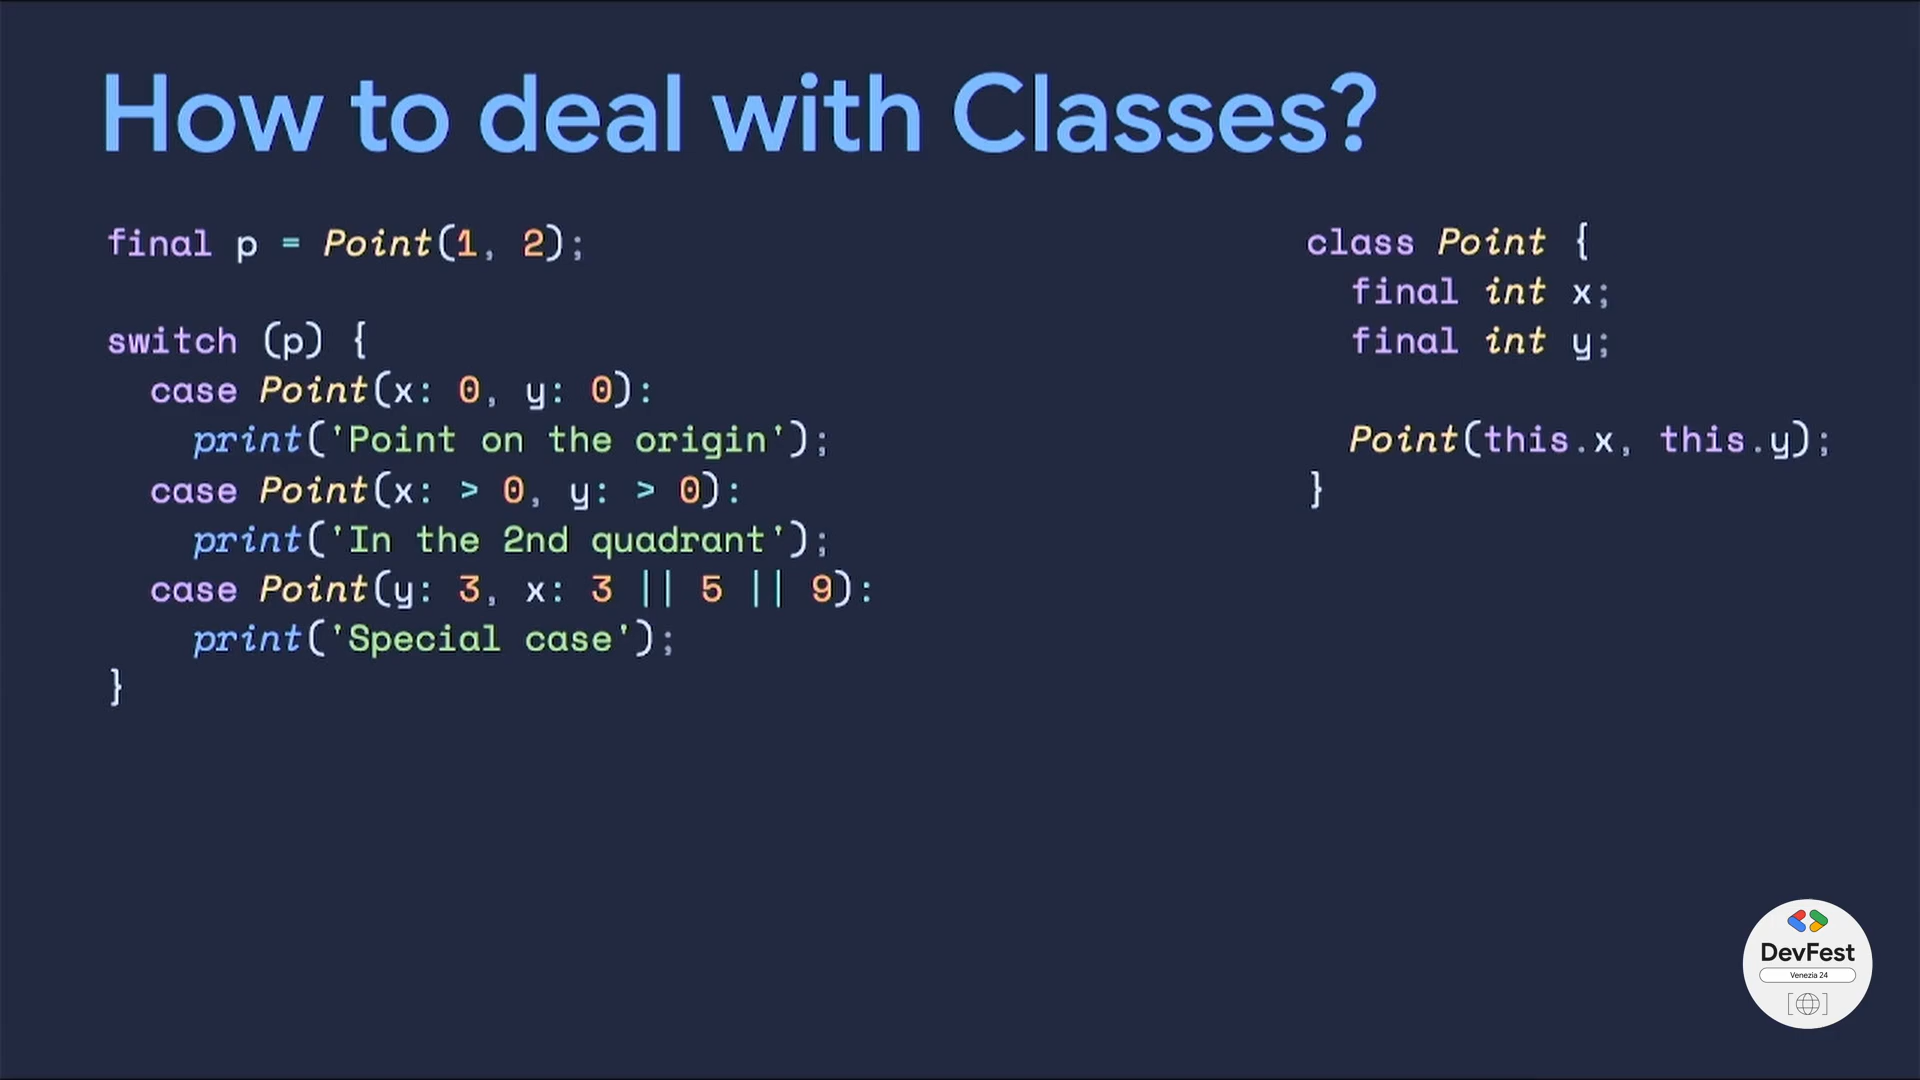 How to deal with Classes?
final p = Point(1, 2);
switch (p) {
case Point(x: 0, y: 0):
print('Point on the origin');
case Point(x: > 0, y: > 0):
print('In the 2nd quadrant');
case Point(y: 3, x: 3 || 5 || 9):
print('Special case');
}
class Point {
final int x;
final int y;
Point(this.x, this.y);
}
DevFest
Venezia 24